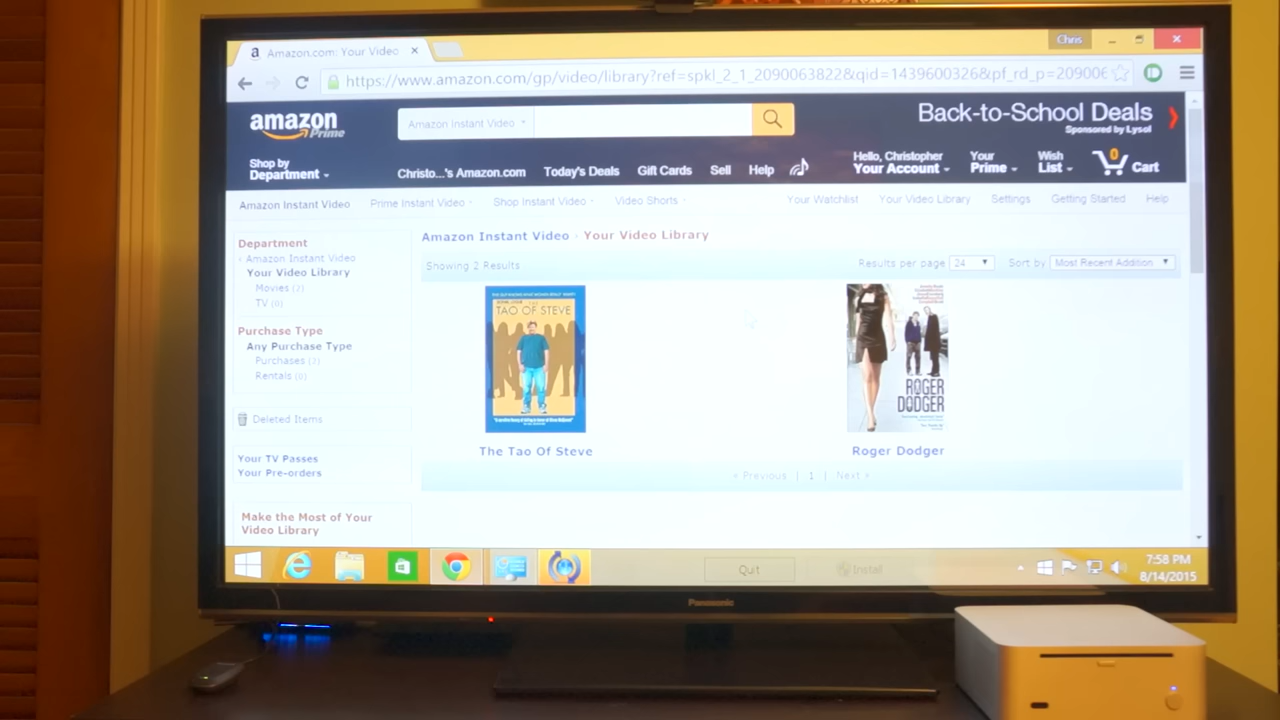 Amazon.com: Your Video
Chris
https://www.amazon.com/gp/video/library?ref=spkl_2_1_2090063822&qid=1439600326&pf_rd_p=209006
amazon Prime
Amazon Instant Video
Back-to-School Deals
Sponsored by Lysol
Shop by Department
Christo...'s Amazon.com
Today's Deals
Gift Cards
Sell
Help
Hello, Christopher
Your Account
Your Prime
Wish List
0
Cart
Amazon Instant Video
Prime Instant Video
Shop Instant Video
Video Shorts
Your Watchlist
Your Video Library
Settings
Getting Started
Help
Department
‹ Amazon Instant Video
Your Video Library
Movies (7)
TV (0)
Purchase Type
Any Purchase Type
Purchases (7)
Rentals (0)
Deleted Items
Your TV Passes
Your Pre-orders
Make the Most of Your
Video Library
Amazon Instant Video · Your Video Library
Showing 2 Results
Results per page 24
Sort by Most Recent Addition
TAO OF STEVE
The Tao Of Steve
ROGER
DODGER
Roger Dodger
« Previous | 1 | Next »
Quit
Install
7:58 PM
8/14/2015
Panasonic